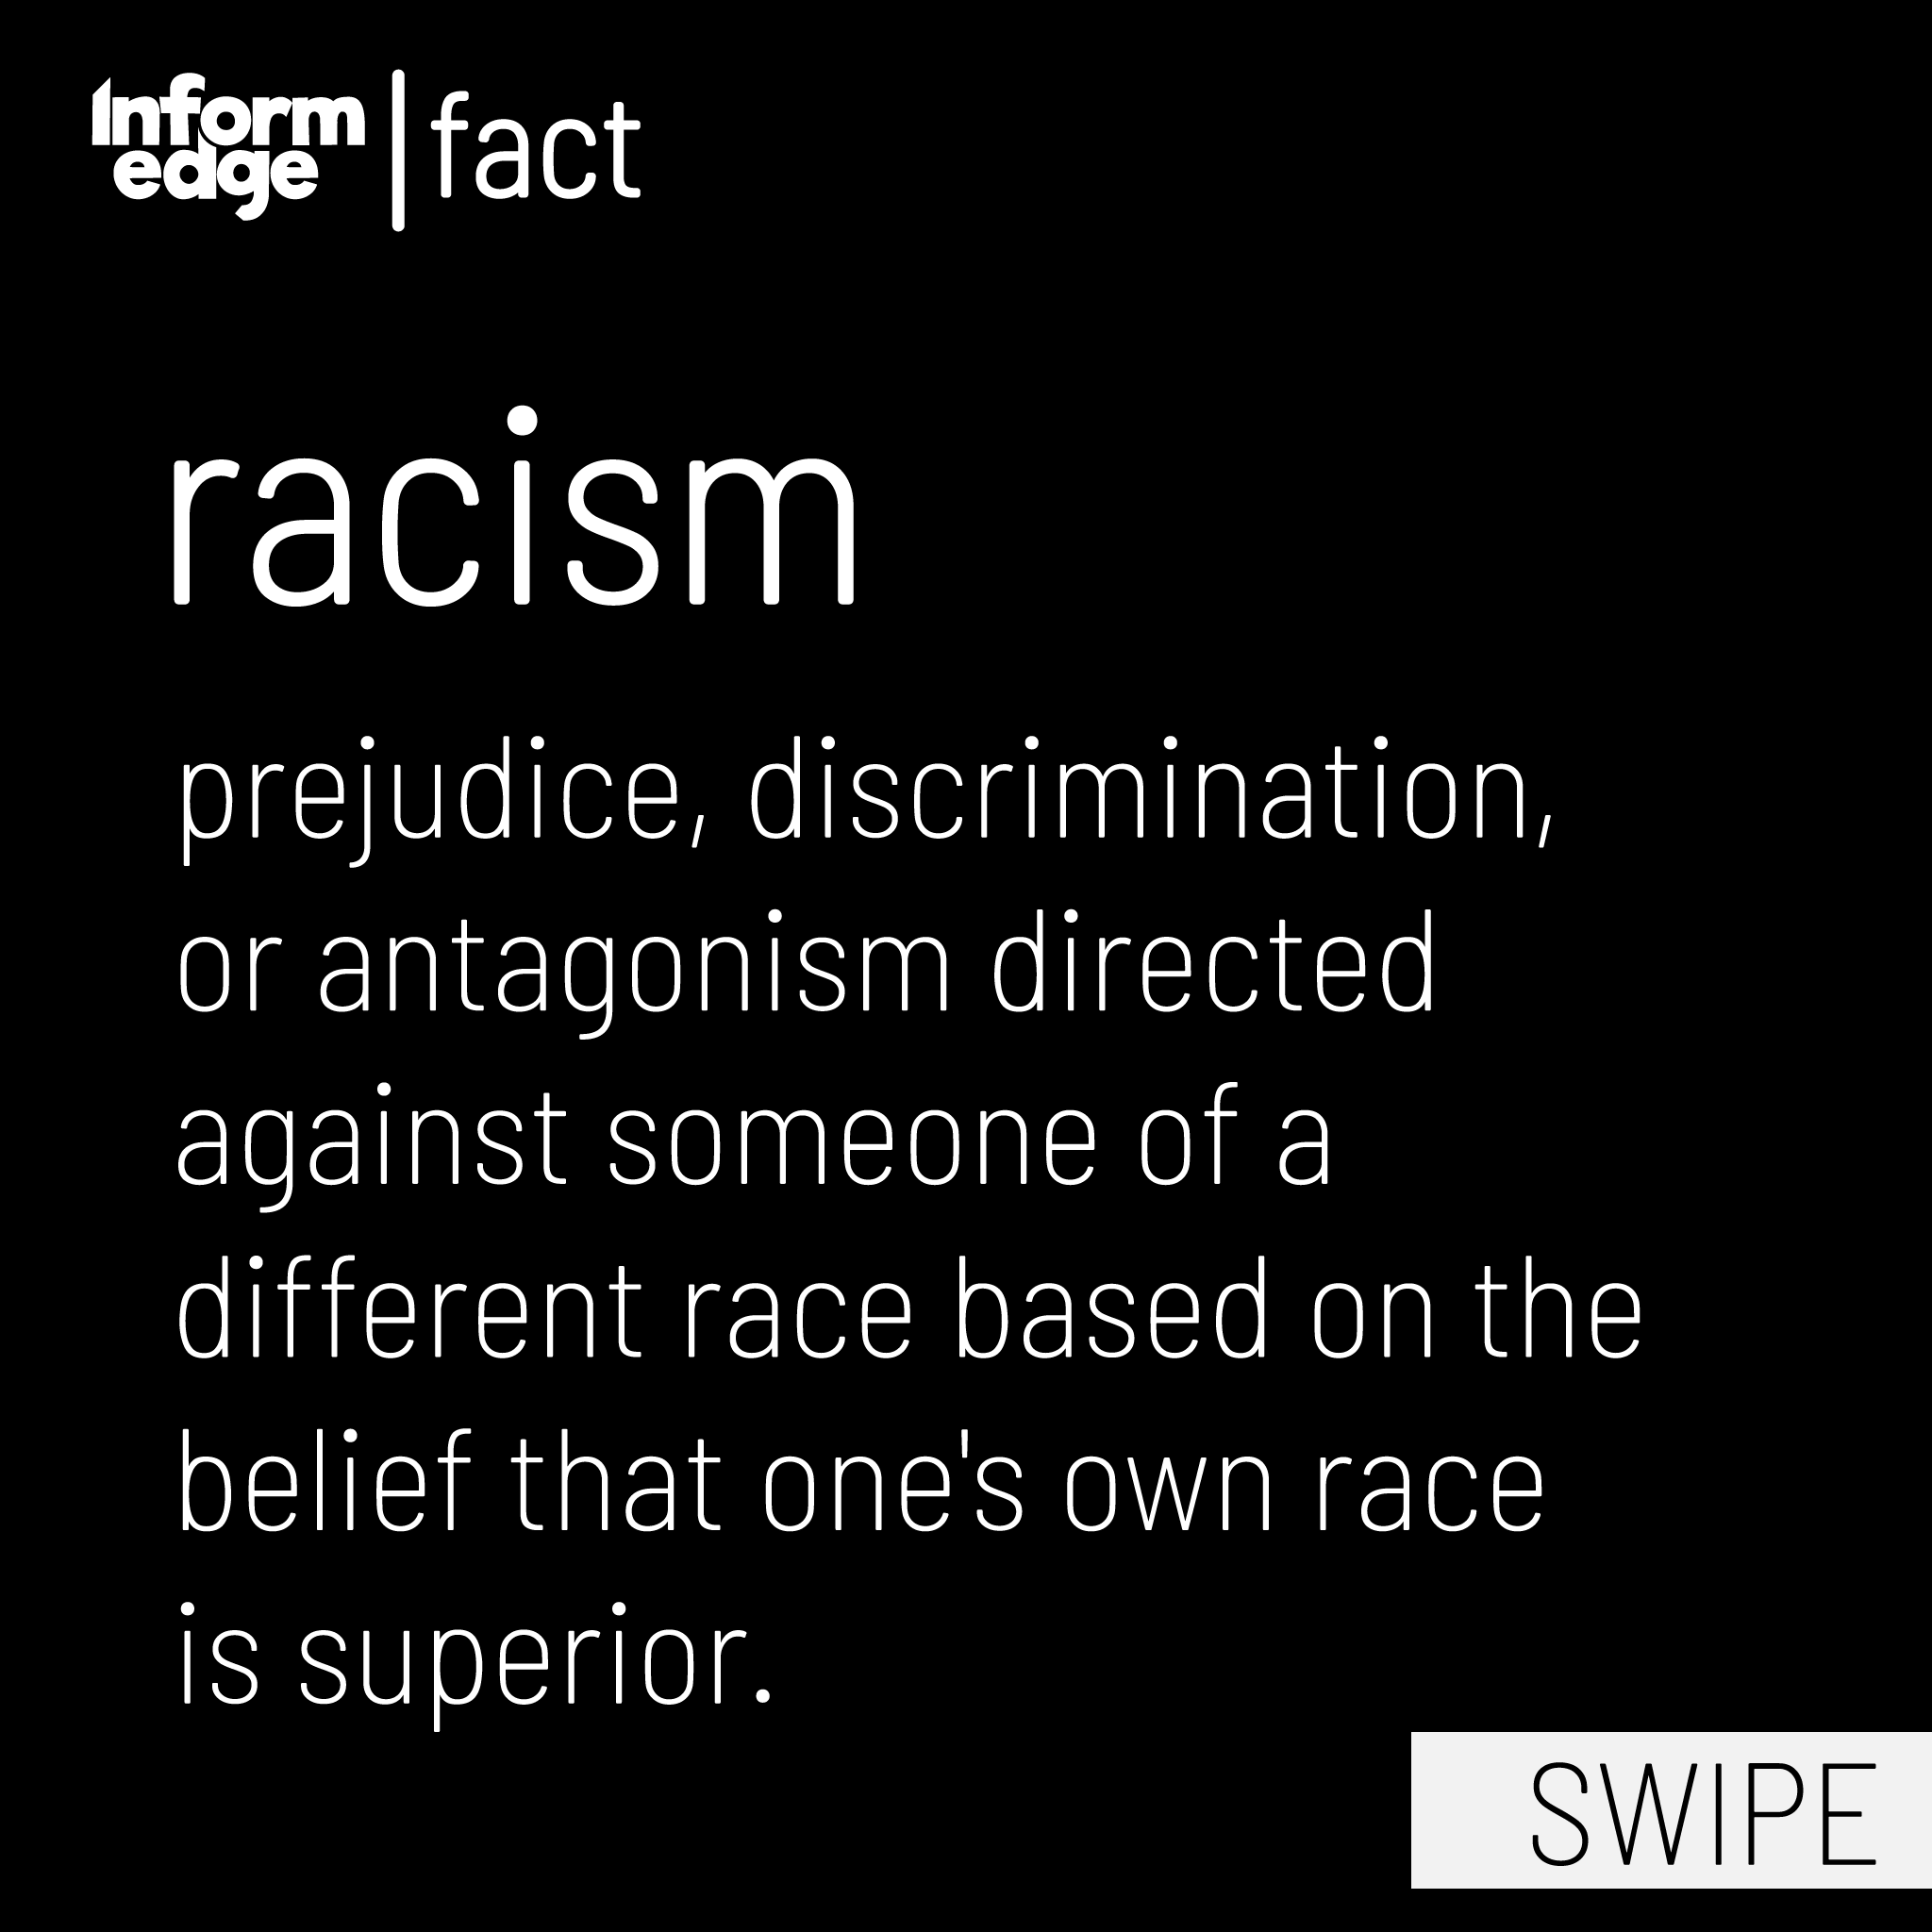 Inform
edge
fact
racism
prejudice, discrimination,
or antagonism directed
against someone of a
different race based on the
belief that one's own race
is superior.
SWIPE